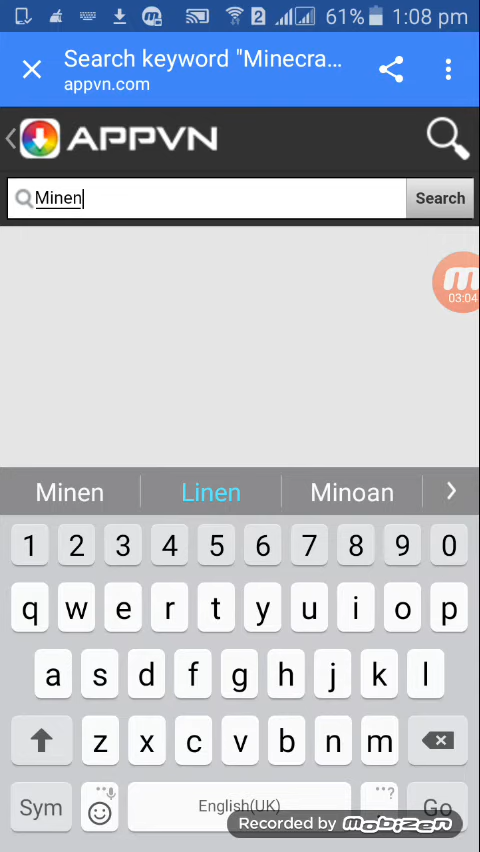 2 61% 1:08 pm
Search keyword "Minecra...
appvn.com
APPVN
Minen Search
M
03:04
Minen Linen Minoan
1 2 3 4 5 6 7 8 9 0
q w e r t y u i o p
a s d f g h j k l
z x c v b n m
Sym English(UK) Go
Recorded by mobizen